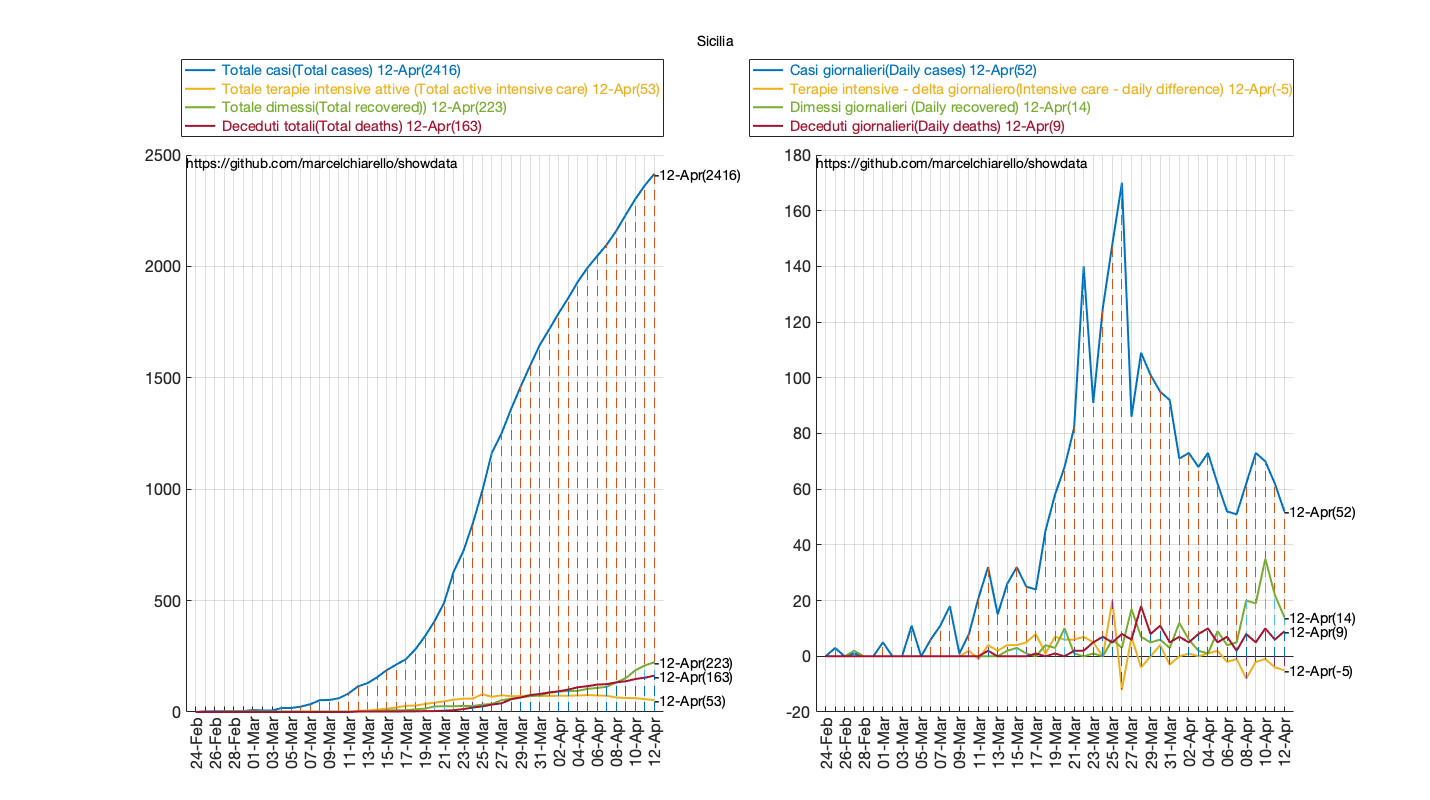 Sicilia
Totale casi(Total cases) 12-Apr(2416)
Totale terapie intensive attive (Total active intensive care) 12-Apr(53)
Totale dimessi(Total recovered)) 12-Apr(223)
Deceduti totali(Total deaths) 12-Apr(163)
2500
https://github.com/marcelchiarello/showdata
12-Apr(2416)
2000
1500
1000
500
12-Apr(223)
12-Apr(163)
12-Apr(53)
0
24-Feb
26-Feb
28-Feb
01-Mar
03-Mar
05-Mar
07-Mar
09-Mar
11-Mar
13-Mar
15-Mar
17-Mar
19-Mar
21-Mar
23-Mar
25-Mar
27-Mar
29-Mar
31-Mar
02-Apr
04-Apr
06-Apr
08-Apr
10-Apr
12-Apr
Casi giornalieri(Daily cases) 12-Apr(52)
Terapie intensive - delta giornaliero(Intensive care - daily difference) 12-Apr(-5)
Dimessi giornalieri (Daily recovered) 12-Apr(14)
Deceduti giornalieri(Daily deaths) 12-Apr(9)
180
https://github.com/marcelchiarello/showdata
160
140
120
100
80
60
12-Apr(52)
40
20
12-Apr(14)
12-Apr(9)
0
12-Apr(-5)
-20
24-Feb
26-Feb
28-Feb
01-Mar
03-Mar
05-Mar
07-Mar
09-Mar
11-Mar
13-Mar
15-Mar
17-Mar
19-Mar
21-Mar
23-Mar
25-Mar
27-Mar
29-Mar
31-Mar
02-Apr
04-Apr
06-Apr
08-Apr
10-Apr
12-Apr